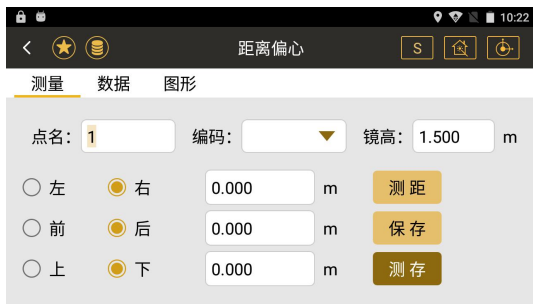 10:22
距离偏心
S
测量 数据 图形
点名: 1 编码: 镜高: 1.500 m
左 右 0.000 m 测距
前 后 0.000 m 保存
上 下 0.000 m 测存